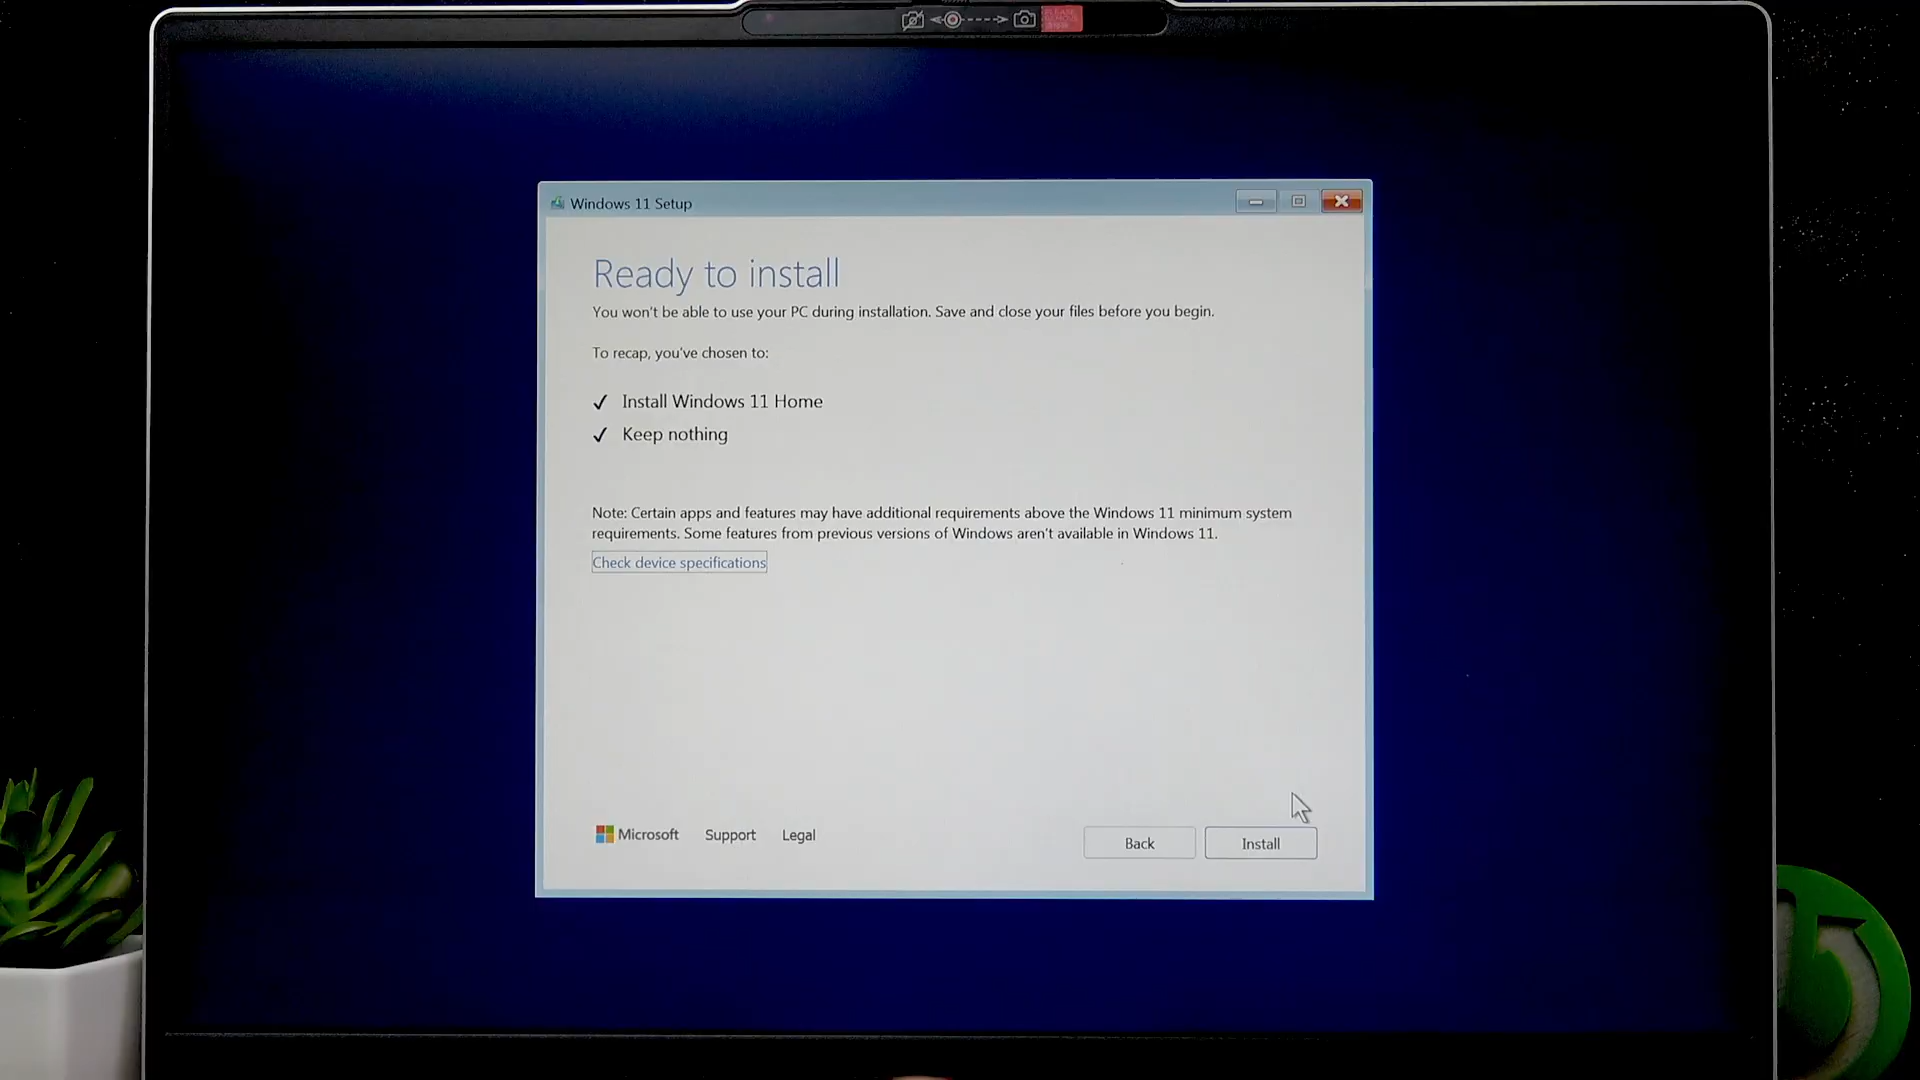 Windows 11 Setup
Ready to install
You won't be able to use your PC during installation. Save and close your files before you begin.
To recap, you've chosen to:
✓ Install Windows 11 Home
✓ Keep nothing
Note: Certain apps and features may have additional requirements above the Windows 11 minimum system
requirements. Some features from previous versions of Windows aren't available in Windows 11.
Check device specifications
Microsoft Support Legal
Back Install